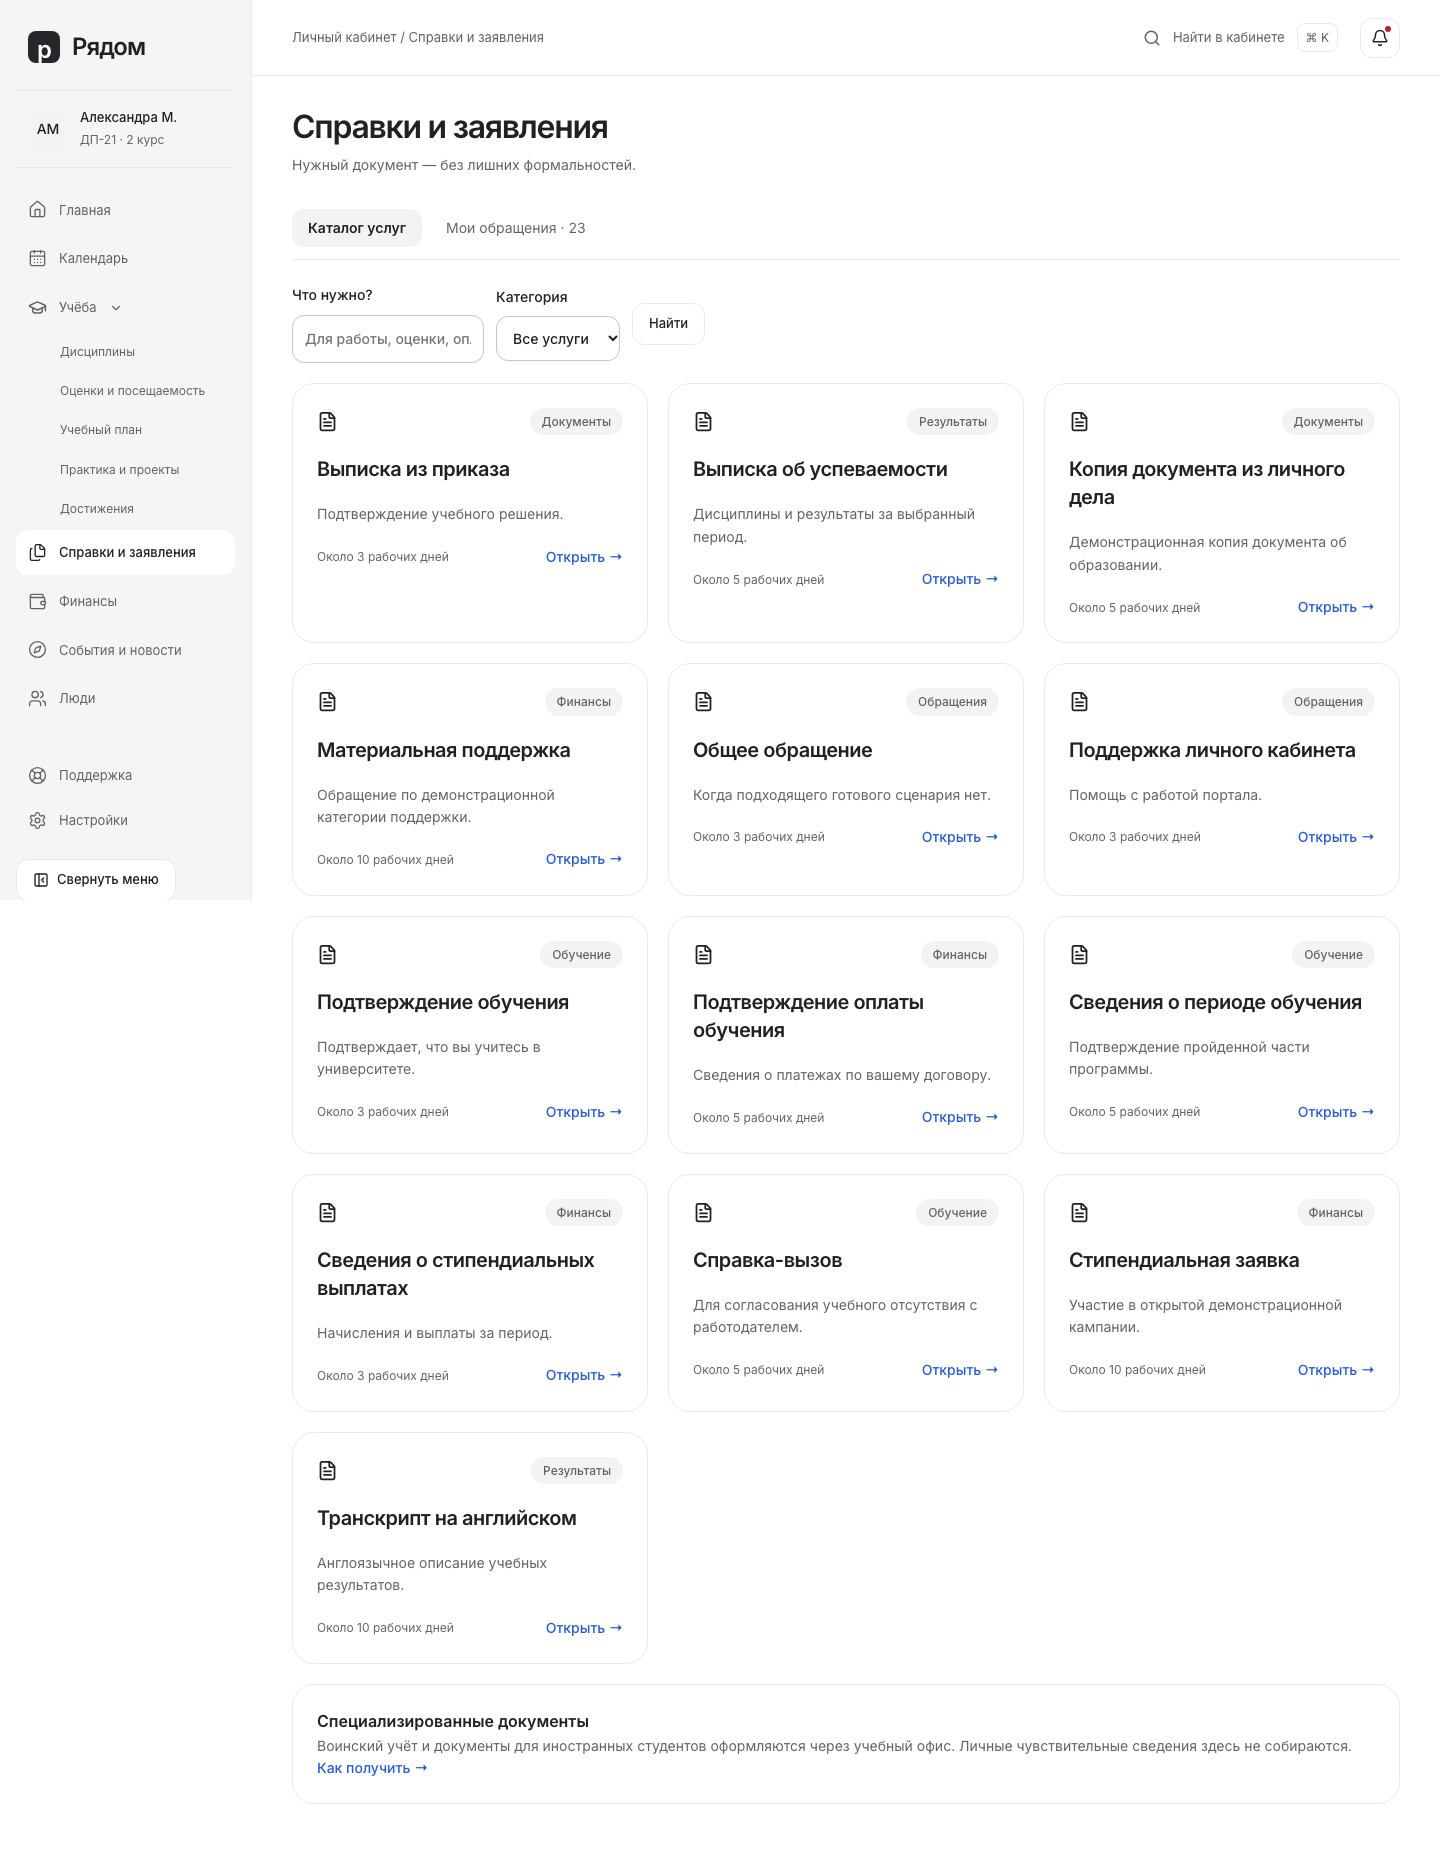 Рядом
АМ
Александра М.
ДП-21 · 2 курс
Главная
Календарь
Учёба
Дисциплины
Оценки и посещаемость
Учебный план
Практика и проекты
Достижения
Справки и заявления
Финансы
События и новости
Люди
Поддержка
Настройки
Свернуть меню
Личный кабинет / Справки и заявления
Найти в кабинете
⌘ K
Справки и заявления
Нужный документ — без лишних формальностей.
Каталог услуг
Мои обращения · 23
Что нужно?
Для работы, оценки, оп.
Категория
Все услуги
Найти
Документы
Выписка из приказа
Подтверждение учебного решения.
Около 3 рабочих дней
Открыть →
Результаты
Выписка об успеваемости
Дисциплины и результаты за выбранный
период.
Около 5 рабочих дней
Открыть →
Документы
Копия документа из личного
дела
Демонстрационная копия документа об
образовании.
Около 5 рабочих дней
Открыть →
Финансы
Материальная поддержка
Обращение по демонстрационной
категории поддержки.
Около 10 рабочих дней
Открыть →
Обращения
Общее обращение
Когда подходящего готового сценария нет.
Около 3 рабочих дней
Открыть →
Обращения
Поддержка личного кабинета
Помощь с работой портала.
Около 3 рабочих дней
Открыть →
Обучение
Подтверждение обучения
Подтверждает, что вы учитесь в
университете.
Около 3 рабочих дней
Открыть →
Финансы
Подтверждение оплаты
обучения
Сведения о платежах по вашему договору.
Около 5 рабочих дней
Открыть →
Обучение
Сведения о периоде обучения
Подтверждение пройденной части
программы.
Около 5 рабочих дней
Открыть →
Финансы
Сведения о стипендиальных
выплатах
Начисления и выплаты за период.
Около 3 рабочих дней
Открыть →
Обучение
Справка-вызов
Для согласования учебного отсутствия с
работодателем.
Около 5 рабочих дней
Открыть →
Финансы
Стипендиальная заявка
Участие в открытой демонстрационной
кампании.
Около 10 рабочих дней
Открыть →
Результаты
Транскрипт на английском
Англоязычное описание учебных
результатов.
Около 10 рабочих дней
Открыть →
Специализированные документы
Воинский учёт и документы для иностранных студентов оформляются через учебный офис. Личные чувствительные сведения здесь не собираются.
Как получить →